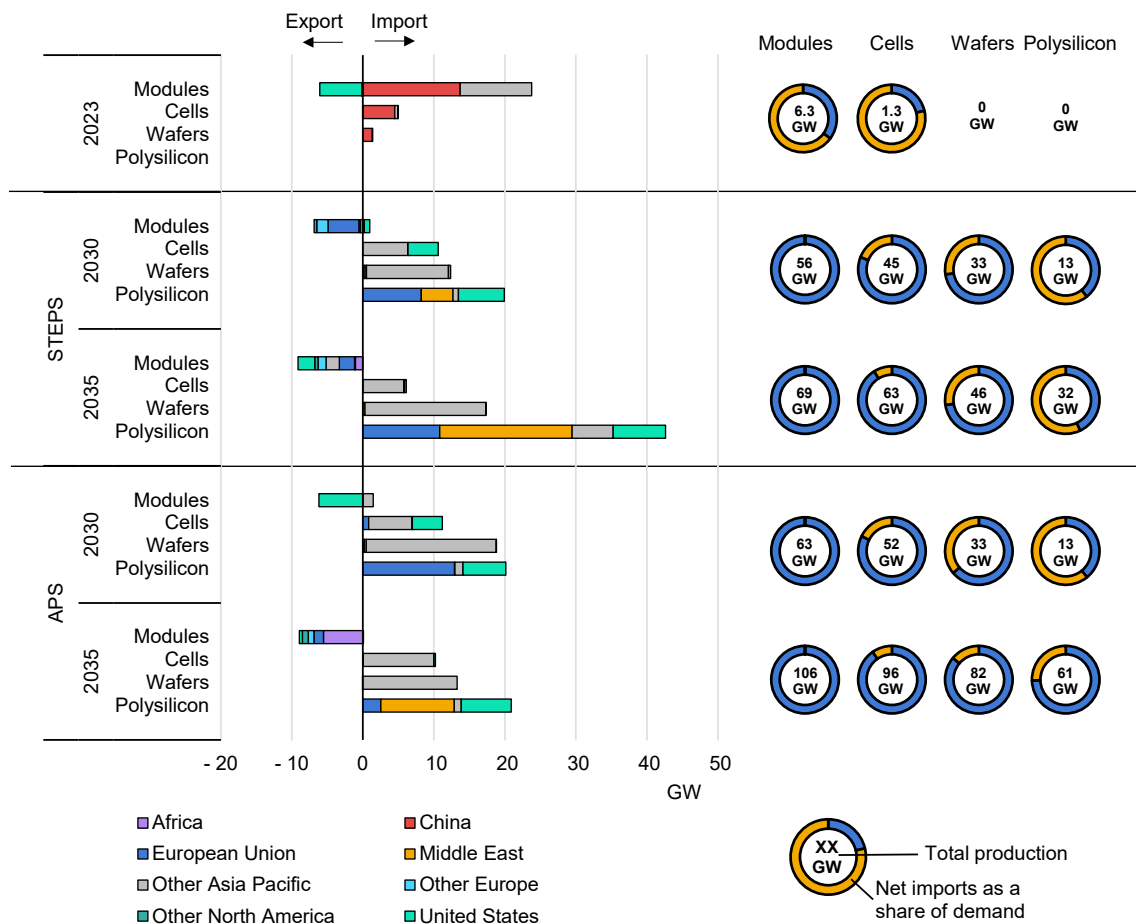 Export Import
Modules Cells Wafers Polysilicon
2023
Modules
Cells
Wafers
Polysilicon
6.3
GW
1.3
GW
0
GW
0
GW
STEPS
2030
Modules
Cells
Wafers
Polysilicon
56
GW
45
GW
33
GW
13
GW
2035
Modules
Cells
Wafers
Polysilicon
69
GW
63
GW
46
GW
32
GW
APS
2030
Modules
Cells
Wafers
Polysilicon
63
GW
52
GW
33
GW
13
GW
2035
Modules
Cells
Wafers
Polysilicon
106
GW
96
GW
82
GW
61
GW
- 20 - 10 0 10 20 30 40 50
GW
Africa China
European Union Middle East
Other Asia Pacific Other Europe
Other North America United States
XX
GW
Total production
Net imports as a
share of demand